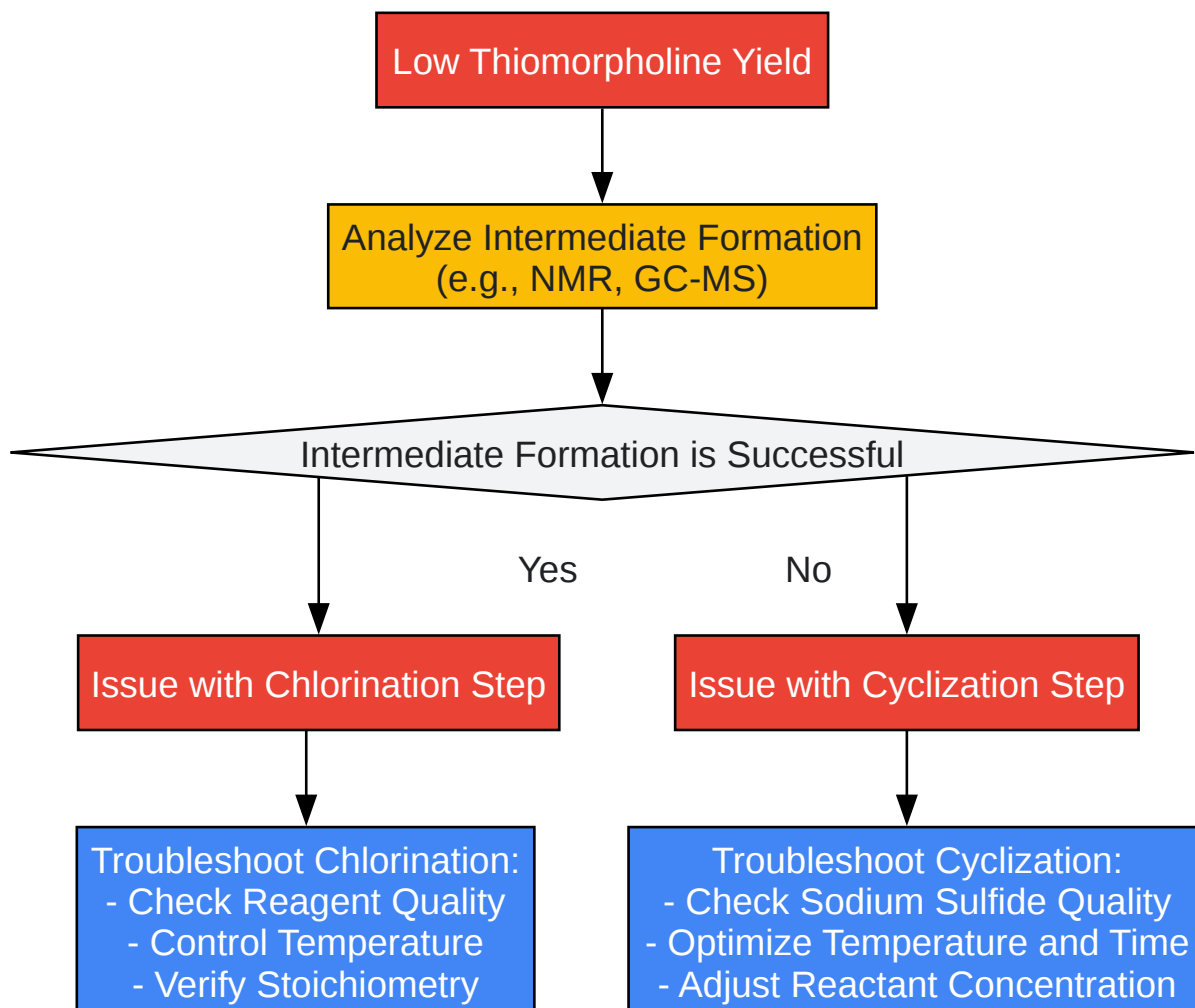 Low Thiomorpholine Yield
Analyze Intermediate Formation
(e.g., NMR, GC-MS)
Intermediate Formation is Successful
Yes
No
Issue with Chlorination Step
Issue with Cyclization Step
Troubleshoot Chlorination:
- Check Reagent Quality
- Control Temperature
- Verify Stoichiometry
Troubleshoot Cyclization:
- Check Sodium Sulfide Quality
- Optimize Temperature and Time
- Adjust Reactant Concentration